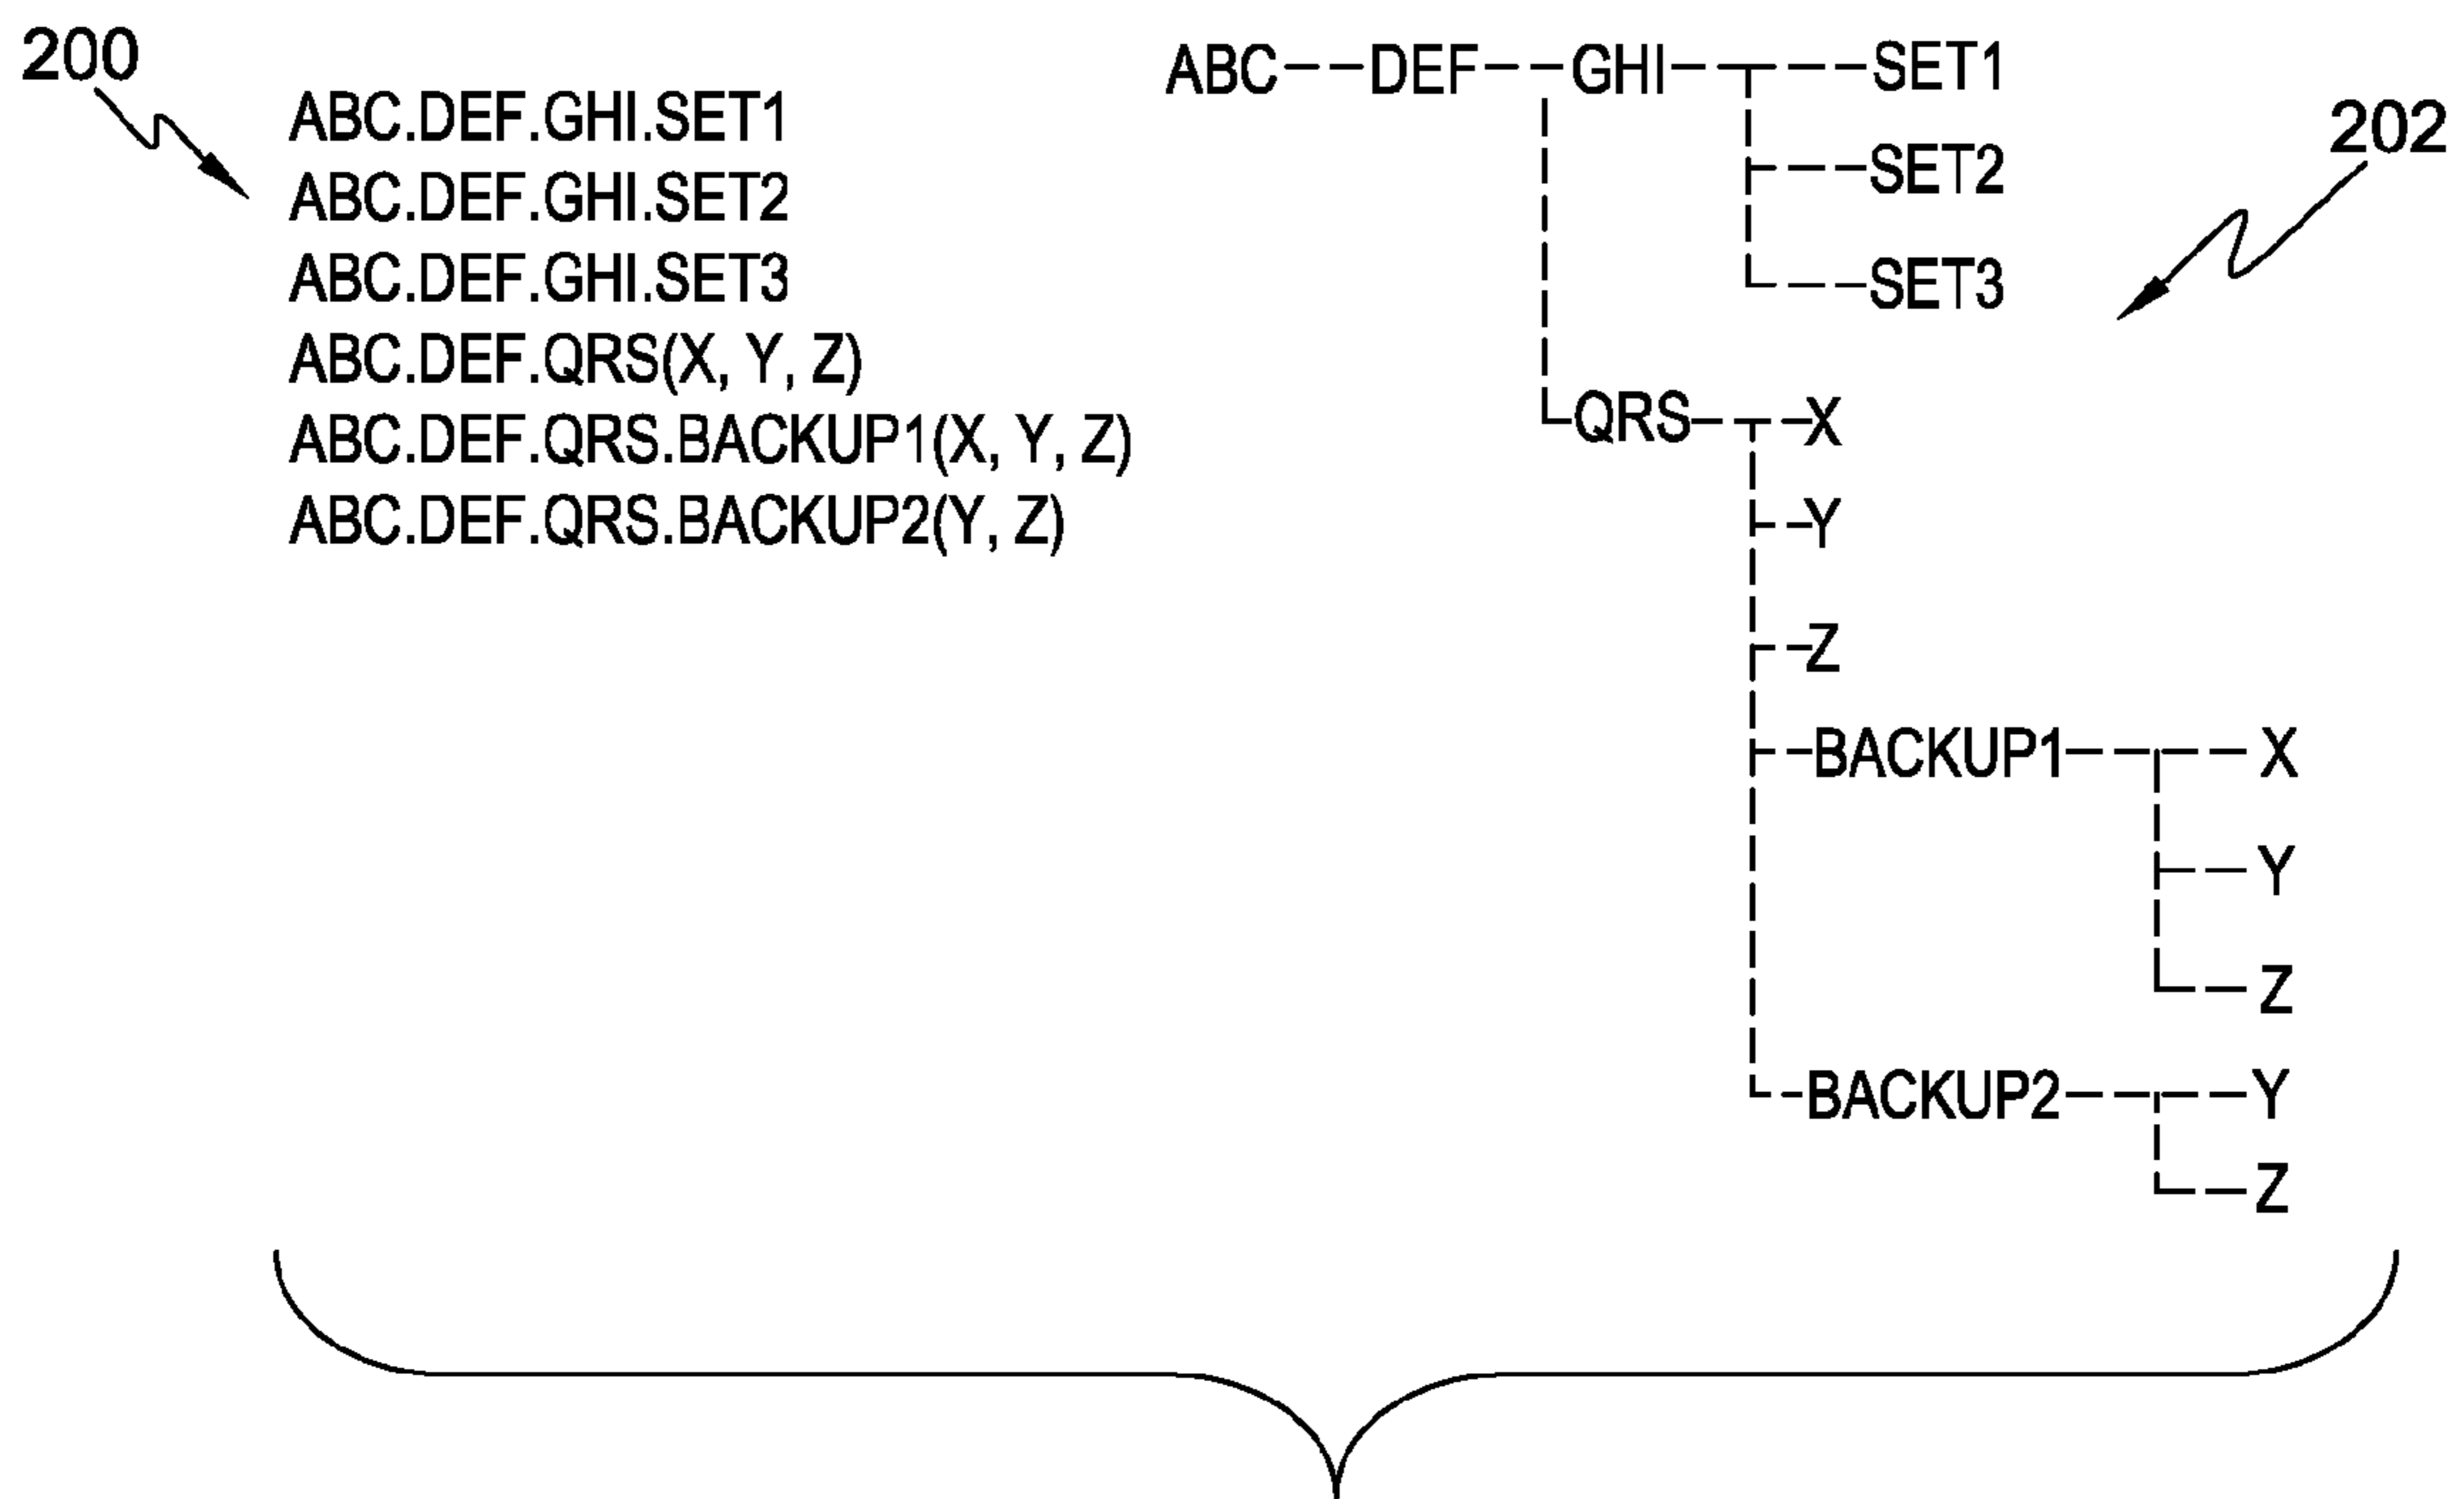 200
ABC.DEF.GHI.SET1
ABC.DEF.GHI.SET2
ABC.DEF.GHI.SET3
ABC.DEF.QRS(X, Y, Z)
ABC.DEF.QRS.BACKUP1(X, Y, Z)
ABC.DEF.QRS.BACKUP2(Y, Z)
ABC DEF GHI SET1
202
SET2
SET3
QRS X
Y
Z
BACKUP1 X
Y
Z
BACKUP2 Y
Z